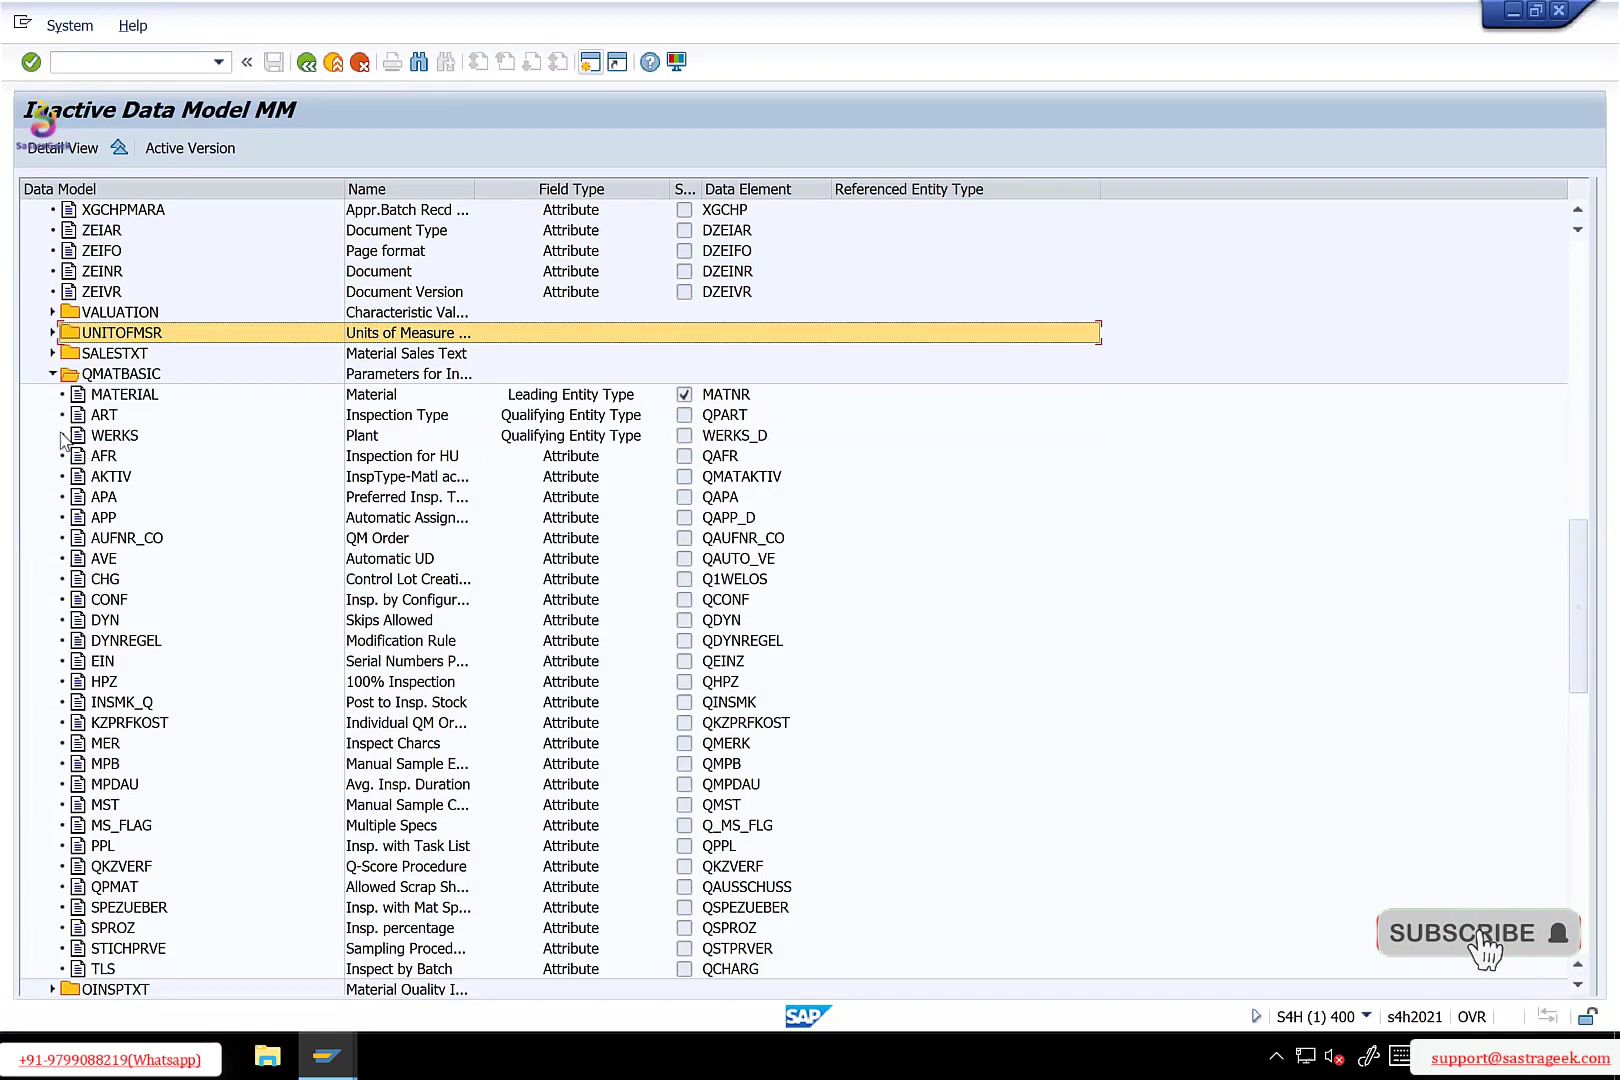 System Help
«
Inactive Data Model MM
Detail View Active Version
Data Model Name Field Type S... Data Element Referenced Entity Type
XGCHPMARA Appr.Batch Recd ... Attribute XGCHP
ZEIAR Document Type Attribute DZEIAR
ZEIFO Page format Attribute DZEIFO
ZEINR Document Attribute DZEINR
ZEIVR Document Version Attribute DZEIVR
VALUATION Characteristic Val...
UNITOFMSR Units of Measure ...
SALESTXT Material Sales Text
QMATBASIC Parameters for In...
MATERIAL Material Leading Entity Type MATNR
ART Inspection Type Qualifying Entity Type QPART
WERKS Plant Qualifying Entity Type WERKS_D
AFR Inspection for HU Attribute QAFR
AKTIV InspType-Matl ac... Attribute QMATAKTIV
APA Preferred Insp. T... Attribute QAPA
APP Automatic Assign... Attribute QAPP_D
AUFNR_CO QM Order Attribute QAUFNR_CO
AVE Automatic UD Attribute QAUTO_VE
CHG Control Lot Creati... Attribute Q1WELOS
CONF Insp. by Configur... Attribute QCONF
DYN Skips Allowed Attribute QDYN
DYNREGEL Modification Rule Attribute QDYNREGEL
EIN Serial Numbers P... Attribute QEINZ
HPZ 100% Inspection Attribute QHPZ
INSMK_Q Post to Insp. Stock Attribute QINSMK
KZPRFKOST Individual QM Or... Attribute QKZPRFKOST
MER Inspect Charcs Attribute QMERK
MPB Manual Sample E... Attribute QMPB
MPDAU Avg. Insp. Duration Attribute QMPDAU
MST Manual Sample C... Attribute QMST
MS_FLAG Multiple Specs Attribute Q_MS_FLG
PPL Insp. with Task List Attribute QPPL
QKZVERF Q-Score Procedure Attribute QKZVERF
QPMAT Allowed Scrap Sh... Attribute QAUSSCHUSS
SPEZUEBER Insp. with Mat Sp... Attribute QSPEZUEBER
SPROZ Insp. percentage Attribute QSPROZ
STICHPRVE Sampling Proced... Attribute QSTPRVER
TLS Inspect by Batch Attribute QCHARG
QINSPTXT Material Quality I...
SUBSCRIBE
SAP S4H (1) 400 s4h2021 OVR
+91-9799088219(Whatsapp) support@sastrageek.com